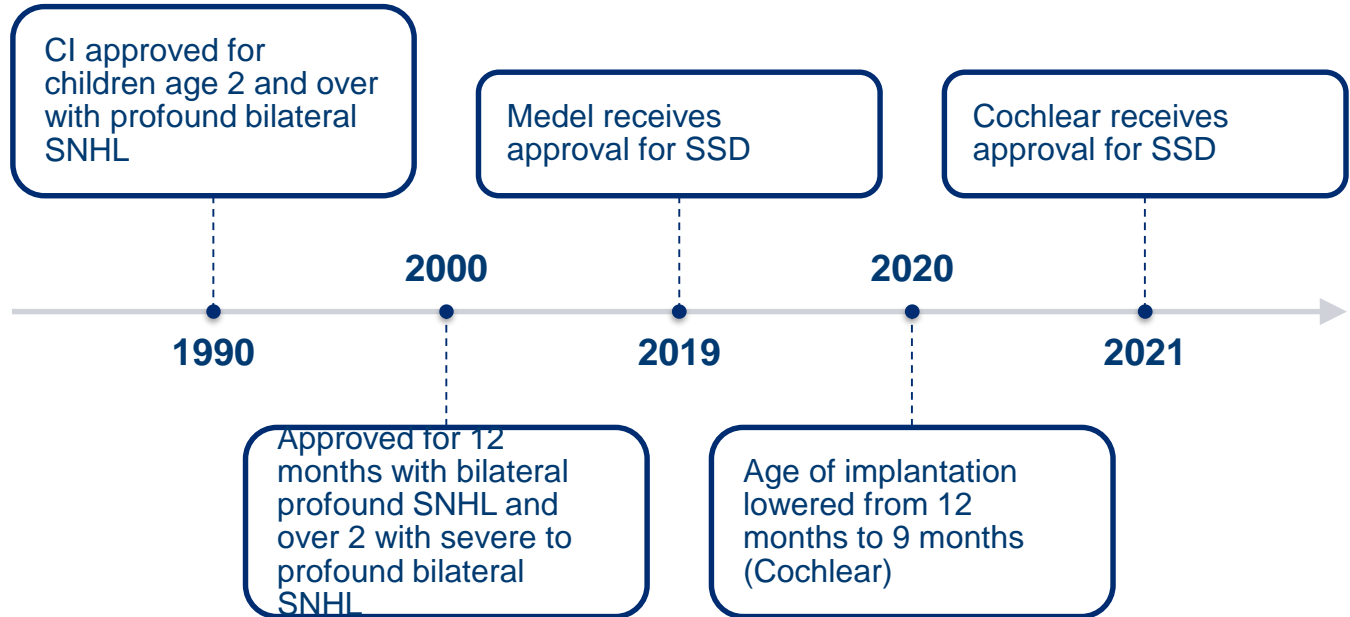 CI approved for
children age 2 and over
with profound bilateral
SNHL
Medel receives
approval for SSD
Cochlear receives
approval for SSD
2000
2020
1990
2019
2021
Approved for 12
months with bilateral
profound SNHL and
over 2 with severe to
profound bilateral
SNHL
Age of implantation
lowered from 12
months to 9 months
(Cochlear)